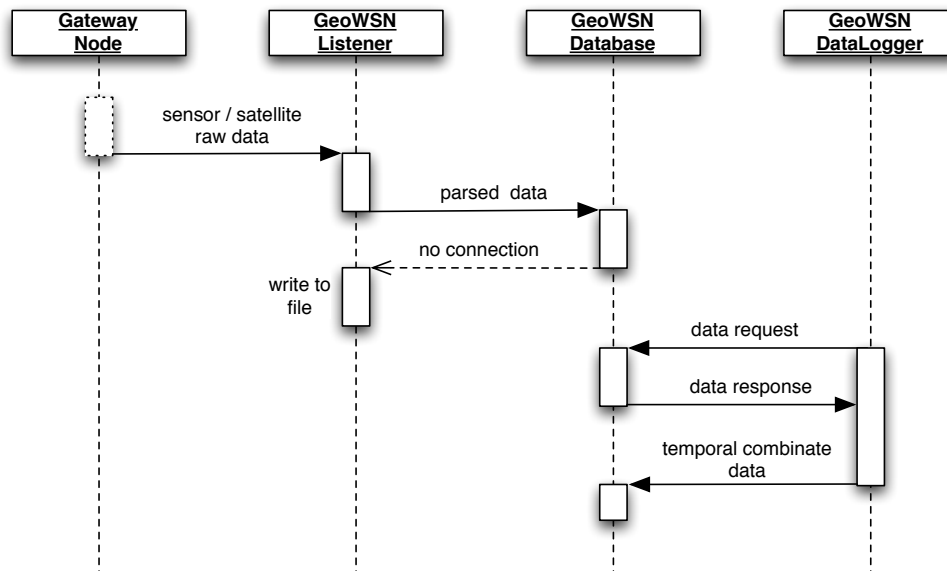 Gateway
Node
GeoWSN
Listener
GeoWSN
Database
GeoWSN
DataLogger
sensor / satellite
raw data
parsed data
no connection
write to
file
data request
data response
temporal combinate
data